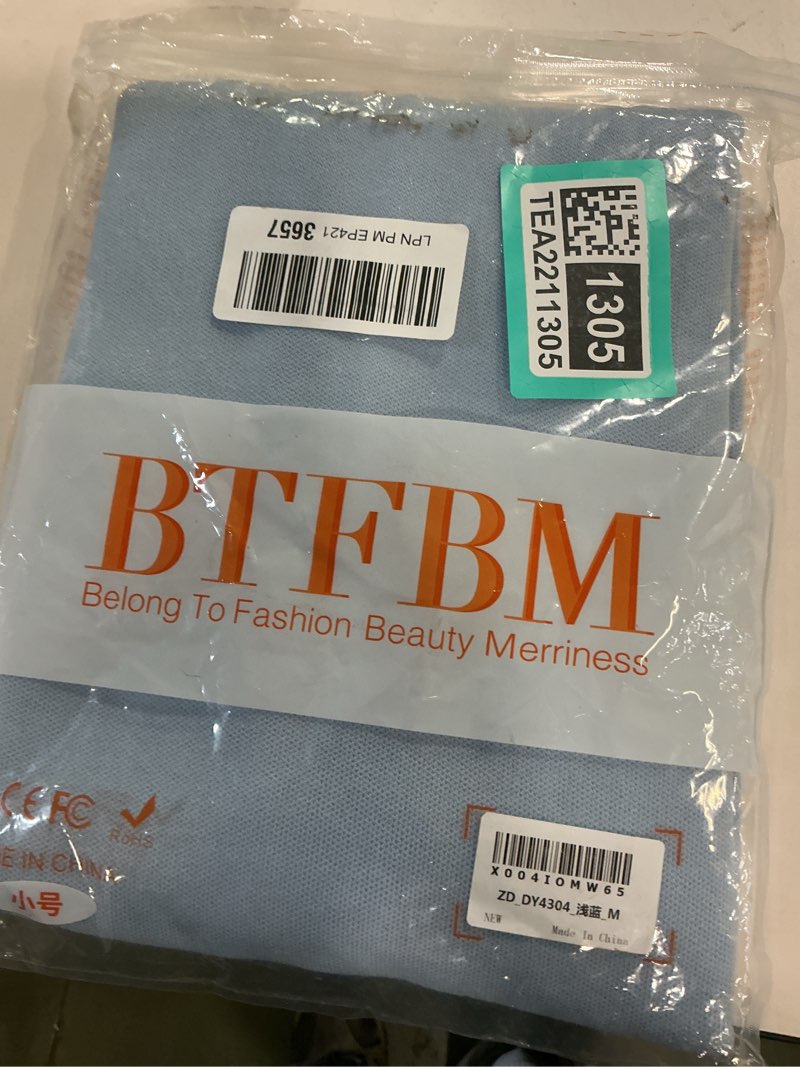 LPN PM EP421 3657
TEA2211305
1305
BTFBM
Belong To Fashion Beauty Merriness
CE FC
RoHS
E IN CHINA
小号
X004IOMW65
ZD_DY4304_浅蓝_M
NEW
Made In China